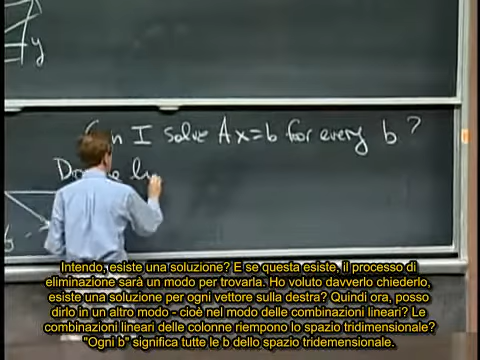 y
Can I solve Ax=b for every b?
Do
Intendo, esiste una soluzione? E se questa esiste, il processo di
eliminazione sarà un modo per trovarla. Ho voluto davverlo chiederlo,
esiste una soluzione per ogni vettore sulla destra? Quindi ora, posso
dirlo in un altro modo - cioè nel modo delle combinazioni lineari? Le
combinazioni lineari delle colonne riempono lo spazio tridimensionale?
"Ogni b" significa tutte le b dello spazio tridemensionale.